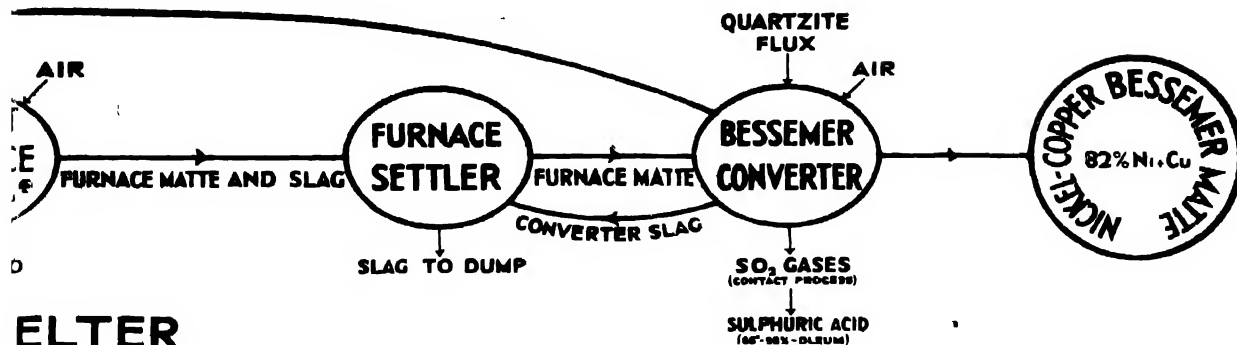 QUARTZITE
FLUX
AIR
AIR
FURNACE
SETTLER
BESSEMER
CONVERTER
NICKEL-COPPER BESSEMER MATTE
82% Ni+Cu
CE
FURNACE MATTE AND SLAG
FURNACE MATTE
CONVERTER SLAG
SLAG TO DUMP
SO₂ GASES
(CONTACT PROCESS)
SULPHURIC ACID
ELTER